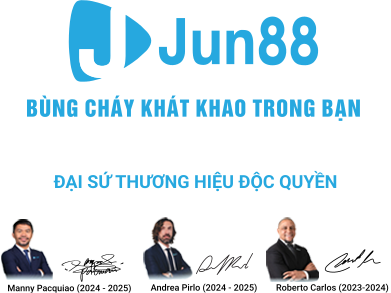 Jun88
BÙNG CHÁY KHÁT KHAO TRONG BẠN
ĐẠI SỨ THƯƠNG HIỆU ĐỘC QUYỀN
Manny Pacquiao (2024 - 2025)
Andrea Pirlo (2024 - 2025)
Roberto Carlos (2023-2024)